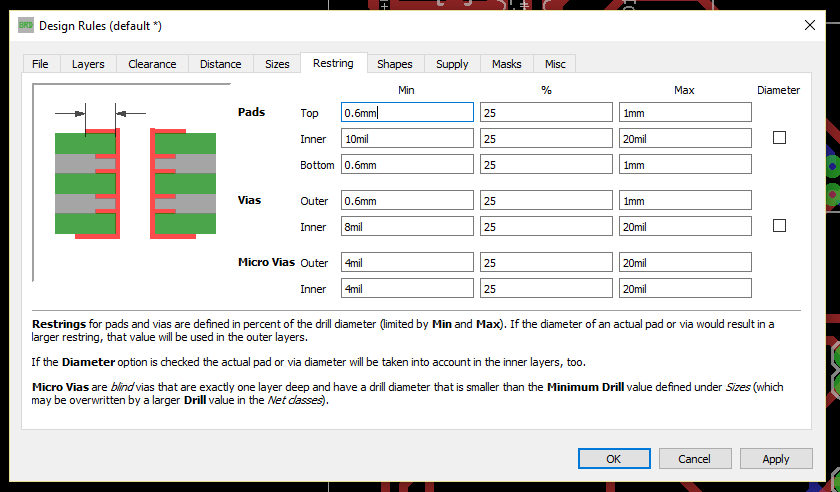 BRD Design Rules (default *)
File Layers Clearance Distance Sizes Restring Shapes Supply Masks Misc
Min % Max Diameter
Pads Top 0.6mm 25 1mm
Inner 10mil 25 20mil
Bottom 0.6mm 25 1mm
Vias Outer 0.6mm 25 1mm
Inner 8mil 25 20mil
Micro Vias Outer 4mil 25 20mil
Inner 4mil 25 20mil
Restrings for pads and vias are defined in percent of the drill diameter (limited by Min and Max). If the diameter of an actual pad or via would result in a
larger restring, that value will be used in the outer layers.
If the Diameter option is checked the actual pad or via diameter will be taken into account in the inner layers, too.
Micro Vias are blind vias that are exactly one layer deep and have a drill diameter that is smaller than the Minimum Drill value defined under Sizes (which
may be overwritten by a larger Drill value in the Net classes).
OK Cancel Apply